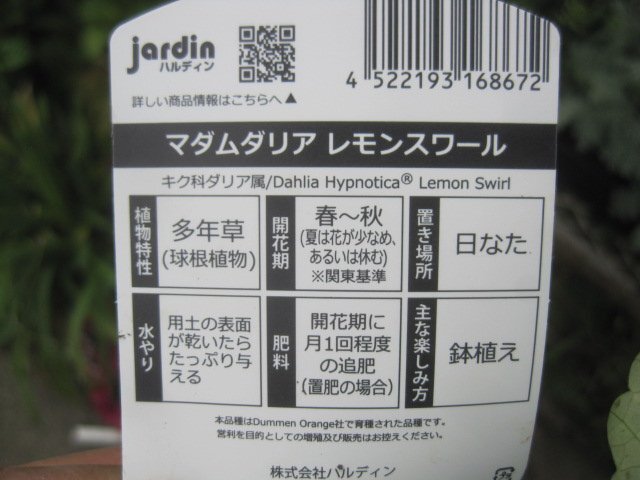 jardin
ハルディン
詳しい商品情報はこちらへ▲
4 522193 168672
マダムダリア レモンスワール
キク科ダリア属/Dahlia Hypnotica® Lemon Swirl
植物特性
多年草
(球根植物)
開花期
春〜秋
(夏は花が少なめ、
あるいは休む)
※関東基準
置き場所
日なた
水やり
用土の表面
が乾いたら
たっぷり与
える
肥料
開花期に
月1回程度
の追肥
(置肥の場合)
主な楽しみ方
鉢植え
本品種はDummen Orange社で育種された品種です。
営利を目的としての増殖及び販売はお控えください。
株式会社ハルディン